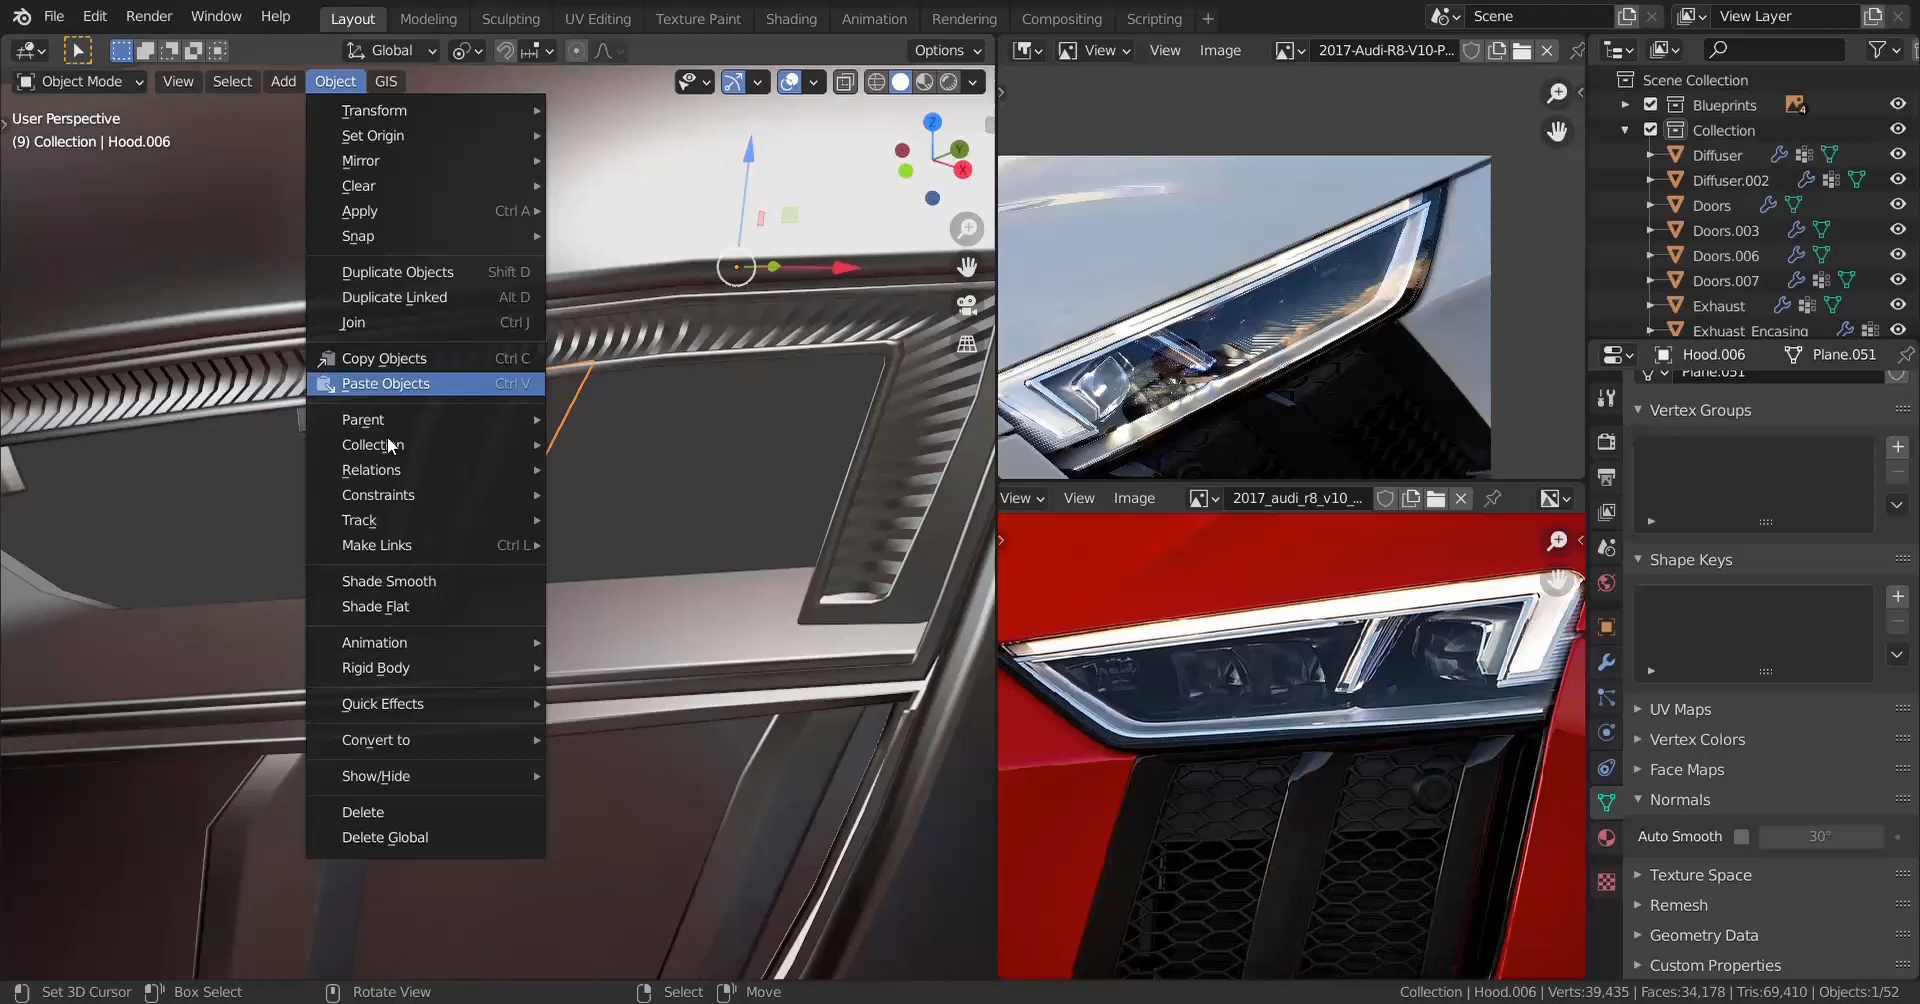 File Edit Render Window Help Layout Modeling Sculpting UV Editing Texture Paint Shading Animation Rendering Compositing Scripting + Scene View Layer
Global Options View View Image 2017-Audi-R8-V10-P...
Object Mode View Select Add Object GIS
User Perspective
(9) Collection | Hood.006
Z
Y
X
Transform
Set Origin
Mirror
Clear
Apply Ctrl A
Snap
Duplicate Objects Shift D
Duplicate Linked Alt D
Join Ctrl J
Copy Objects Ctrl C
Paste Objects Ctrl V
Parent
Collection
Relations
Constraints
Track
Make Links Ctrl L
Shade Smooth
Shade Flat
Animation
Rigid Body
Quick Effects
Convert to
Show/Hide
Delete
Delete Global
View View Image 2017_audi_r8_v10_...
Scene Collection
Blueprints 4
Collection
Diffuser
Diffuser.002
Doors
Doors.003
Doors.006
Doors.007
Exhaust
Exhuast Encasing
Hood.006 Plane.051
Plane.051
Vertex Groups
Shape Keys
UV Maps
Vertex Colors
Face Maps
Normals
Auto Smooth 30°
Texture Space
Remesh
Geometry Data
Custom Properties
Set 3D Cursor Box Select Rotate View Select Move Collection | Hood.006 | Verts:39,435 | Faces:34,178 | Tris:69,410 | Objects:1/52